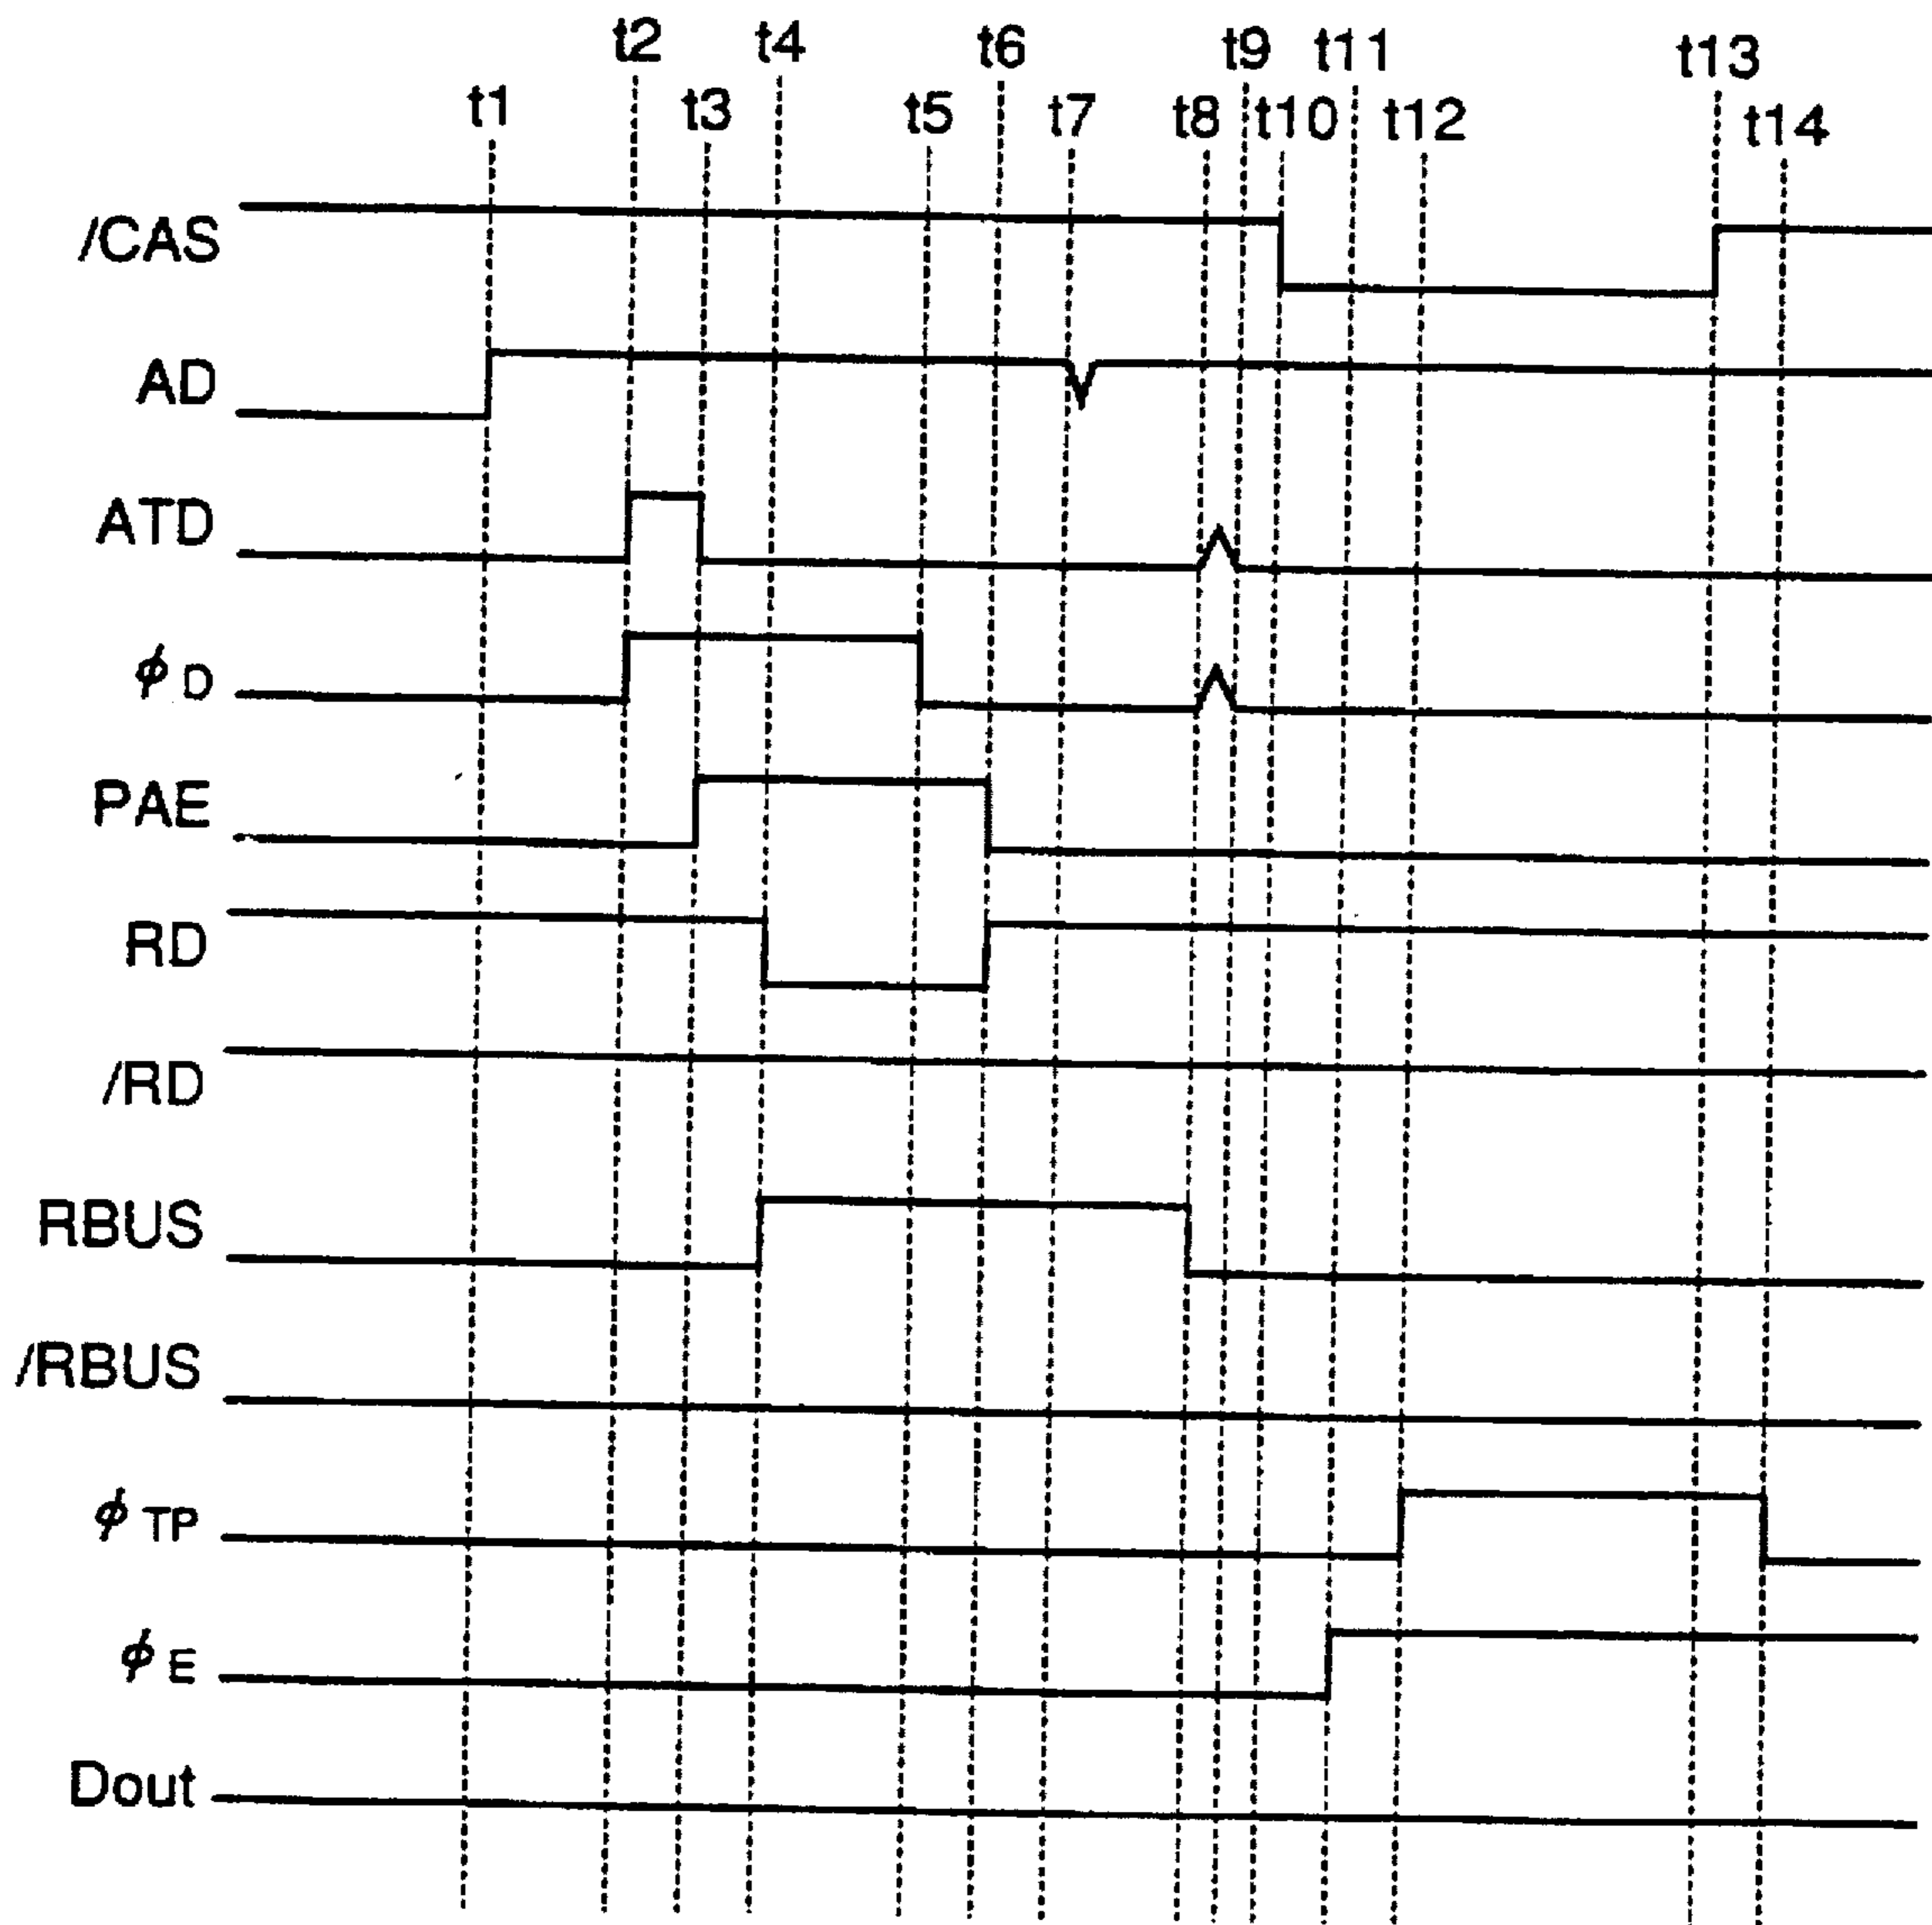 t2 t4 t6 t9 t11 t13
t1 t3 t5 t7 t8 t10 t12 t14
/CAS
AD
ATD
ϕ D
PAE
RD
/RD
RBUS
/RBUS
ϕ TP
ϕ E
Dout